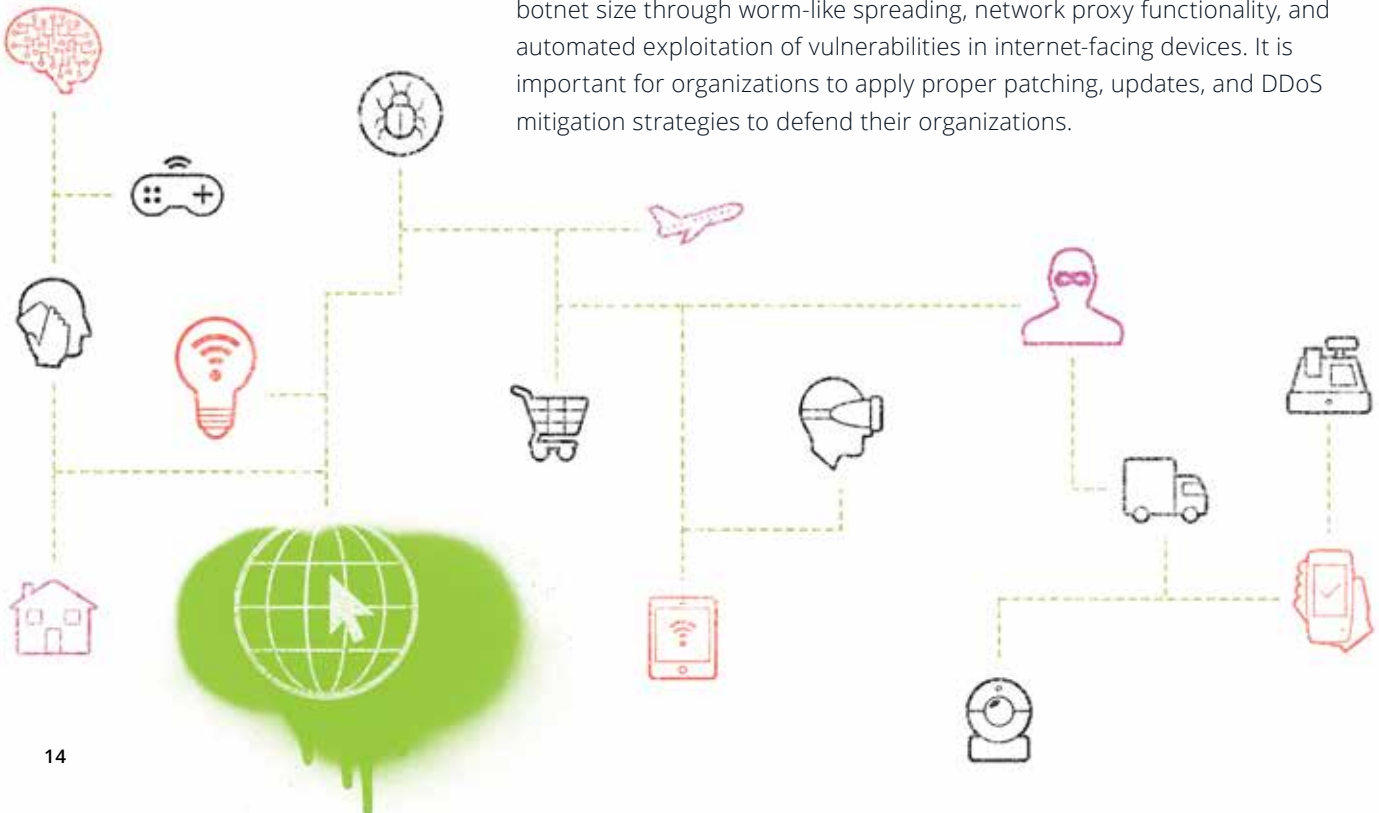 botnet size through worm-like spreading, network proxy functionality, and
automated exploitation of vulnerabilities in internet-facing devices. It is
important for organizations to apply proper patching, updates, and DDoS
mitigation strategies to defend their organizations.
14